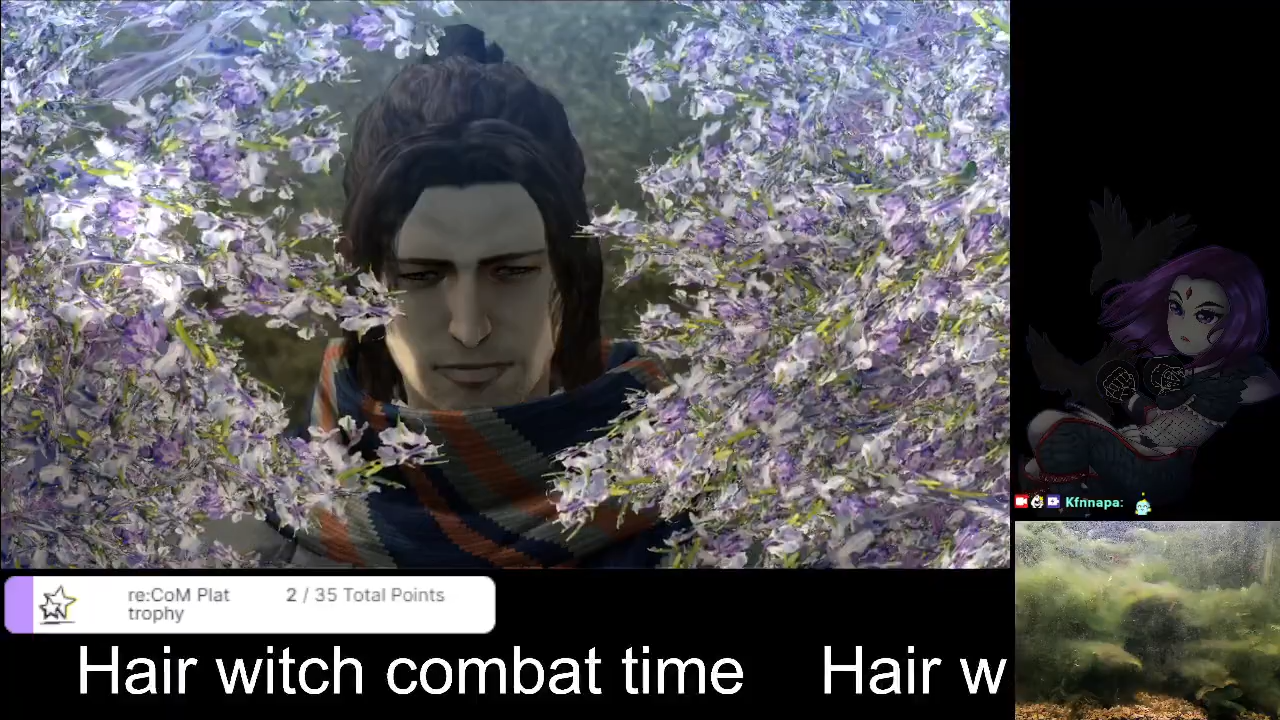 Kfnnapa:
re:CoM Plat 2 / 35 Total Points
trophy
Hair witch combat time Hair w